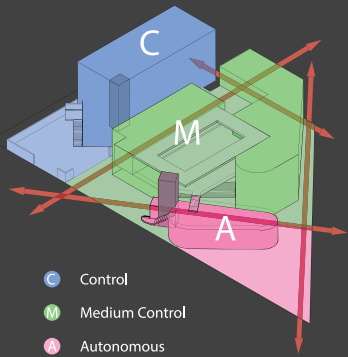 C
M
A
C Control
M Medium Control
A Autonomous